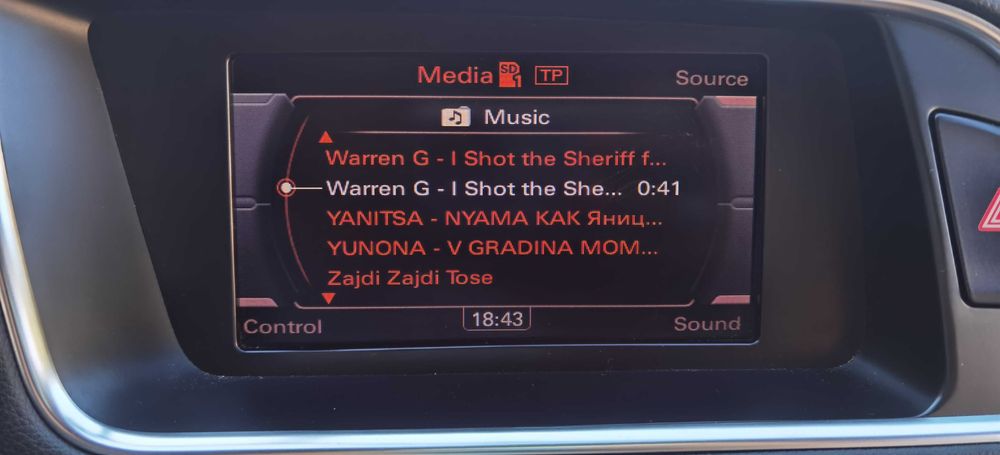 Media SD 1 TP
Source
Music
Warren G - I Shot the Sheriff f...
Warren G - I Shot the She... 0:41
YANITSA - NYAMA KAK Яниц...
YUNONA - V GRADINA MOM...
Zajdi Zajdi Tose
Control
18:43
Sound